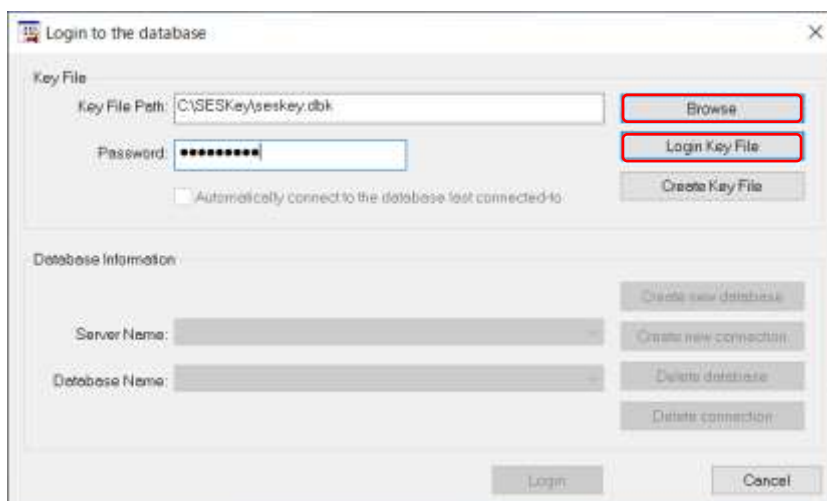 Login to the database
Key File
Key File Path: C:\SESKey\seskey.dbk Browse
Password: ●●●●●●●●● Login Key File
Automatically connect to the database last connected-to Create Key File
Database Information
Create new database
Server Name: Create new connection
Database Name: Delete database
Delete connection
Login Cancel